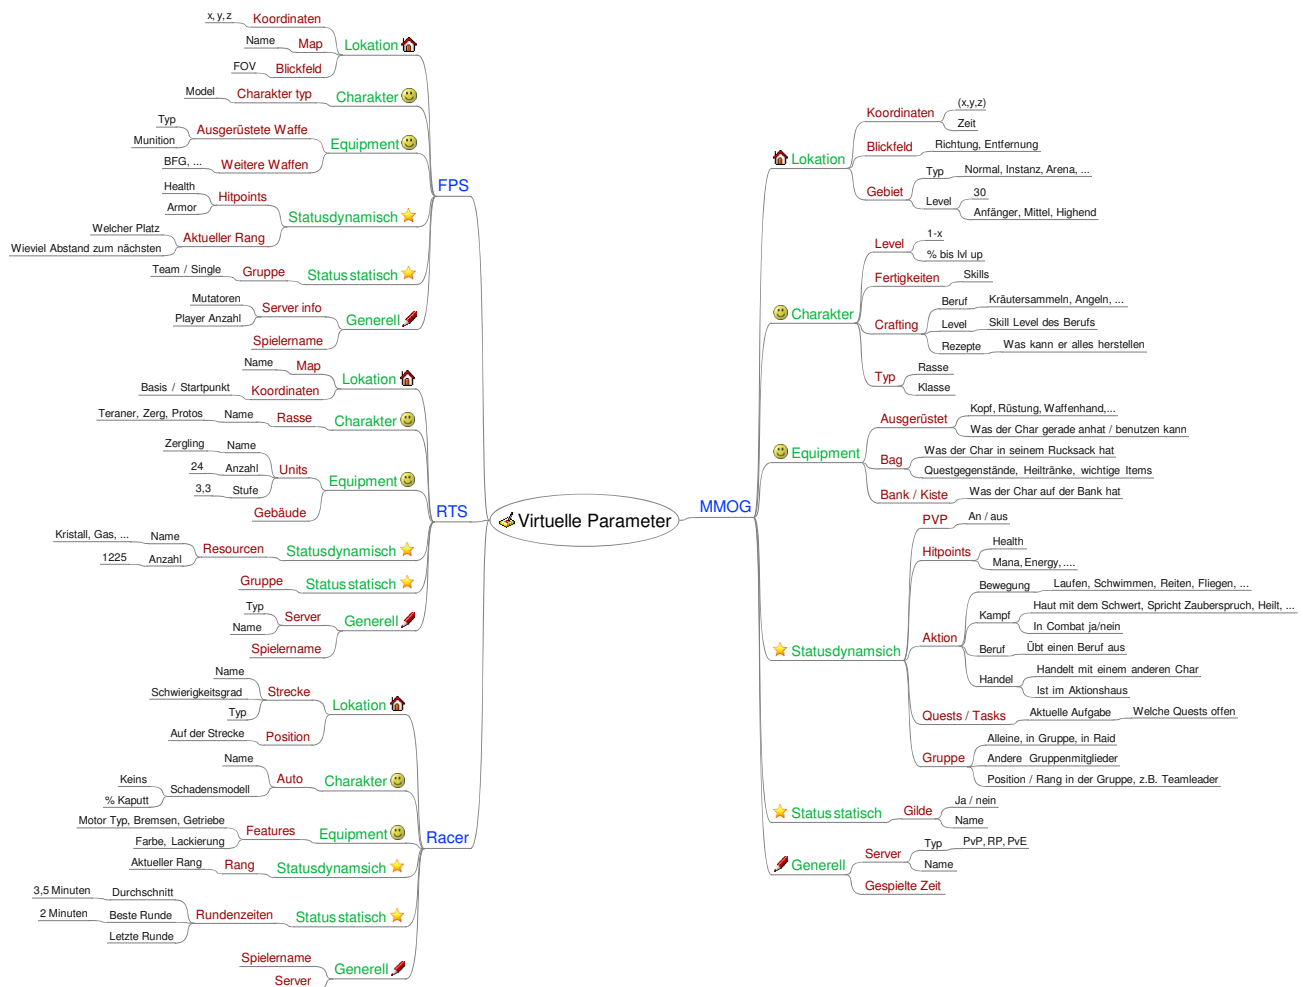 Virtuelle Parameter
FPS
Lokation
Koordinaten
x, y, z
Map
Name
Blickfeld
FOV
Charakter
Charakter typ
Model
Equipment
Ausgerüstete Waffe
Typ
Munition
Weitere Waffen
BFG, ...
Statusdynamisch
Hitpoints
Health
Armor
Aktueller Rang
Welcher Platz
Wieviel Abstand zum nächsten
Status statisch
Gruppe
Team / Single
Generell
Server info
Mutatoren
Player Anzahl
Spielername
RTS
Lokation
Map
Name
Koordinaten
Basis / Startpunkt
Charakter
Rasse
Name
Teraner, Zerg, Protos
Equipment
Units
Name
Zergling
Anzahl
24
Stufe
3,3
Gebäude
Statusdynamisch
Resourcen
Name
Kristall, Gas, ...
Anzahl
1225
Status statisch
Gruppe
Generell
Server
Typ
Name
Spielername
Racer
Lokation
Strecke
Name
Schwierigkeitsgrad
Typ
Position
Auf der Strecke
Charakter
Auto
Name
Schadensmodell
Keins
% Kaputt
Equipment
Features
Motor Typ, Bremsen, Getriebe
Farbe, Lackierung
Statusdynamsich
Rang
Aktueller Rang
Status statisch
Rundenzeiten
Durchschnitt
3,5 Minuten
Beste Runde
2 Minuten
Letzte Runde
Generell
Spielername
Server
MMOG
Lokation
Koordinaten
(x,y,z)
Zeit
Blickfeld
Richtung, Entfernung
Gebiet
Typ
Normal, Instanz, Arena, ...
Level
30
Anfänger, Mittel, Highend
Charakter
Level
1-x
% bis lvl up
Fertigkeiten
Skills
Crafting
Beruf
Kräutersammeln, Angeln, ...
Level
Skill Level des Berufs
Rezepte
Was kann er alles herstellen
Typ
Rasse
Klasse
Equipment
Ausgerüstet
Kopf, Rüstung, Waffenhand,...
Was der Char gerade anhat / benutzen kann
Bag
Was der Char in seinem Rucksack hat
Questgegenstände, Heiltränke, wichtige Items
Bank / Kiste
Was der Char auf der Bank hat
Statusdynamsich
PVP
An / aus
Hitpoints
Health
Mana, Energy, ....
Aktion
Bewegung
Laufen, Schwimmen, Reiten, Fliegen, ...
Kampf
Haut mit dem Schwert, Spricht Zauberspruch, Heilt, ...
In Combat ja/nein
Beruf
Übt einen Beruf aus
Handel
Handelt mit einem anderen Char
Ist im Aktionshaus
Quests / Tasks
Aktuelle Aufgabe
Welche Quests offen
Gruppe
Alleine, in Gruppe, in Raid
Andere Gruppenmitglieder
Position / Rang in der Gruppe, z.B. Teamleader
Status statisch
Gilde
Ja / nein
Name
Generell
Server
Typ
PvP, RP, PvE
Name
Gespielte Zeit